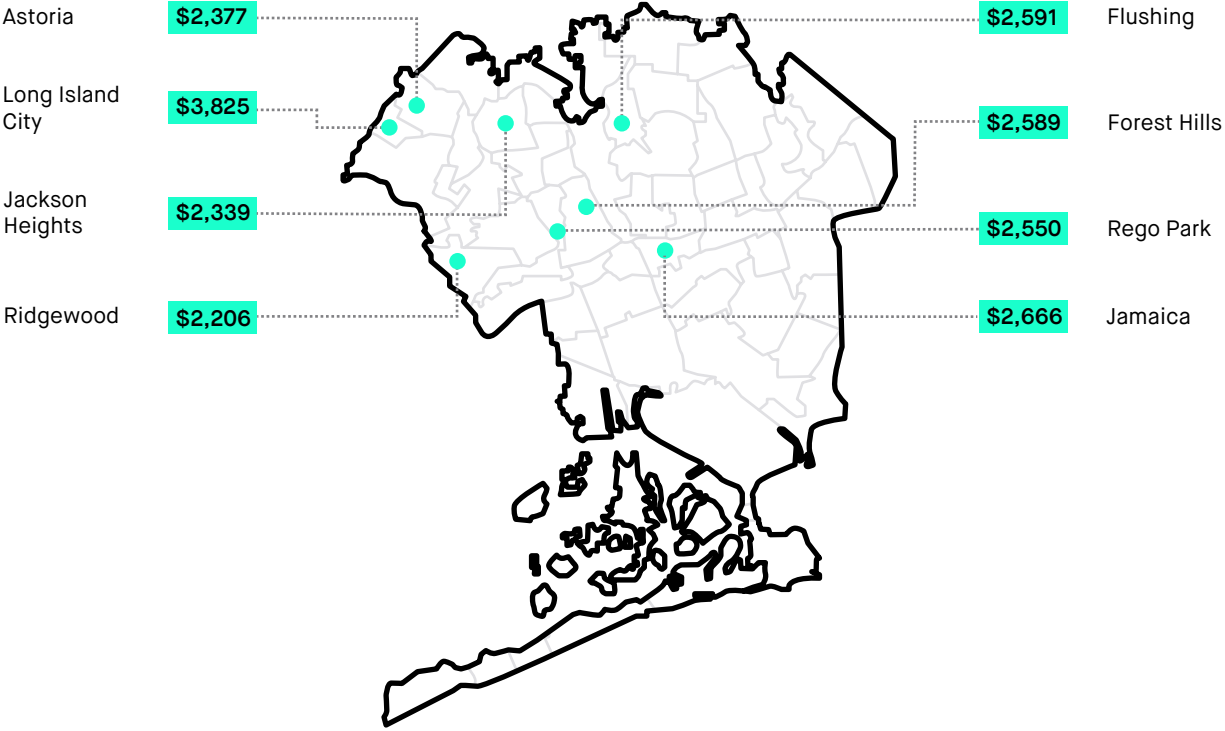 Astoria
$2,377
Long Island
City
$3,825
Jackson
Heights
$2,339
Ridgewood
$2,206
$2,591
Flushing
$2,589
Forest Hills
$2,550
Rego Park
$2,666
Jamaica